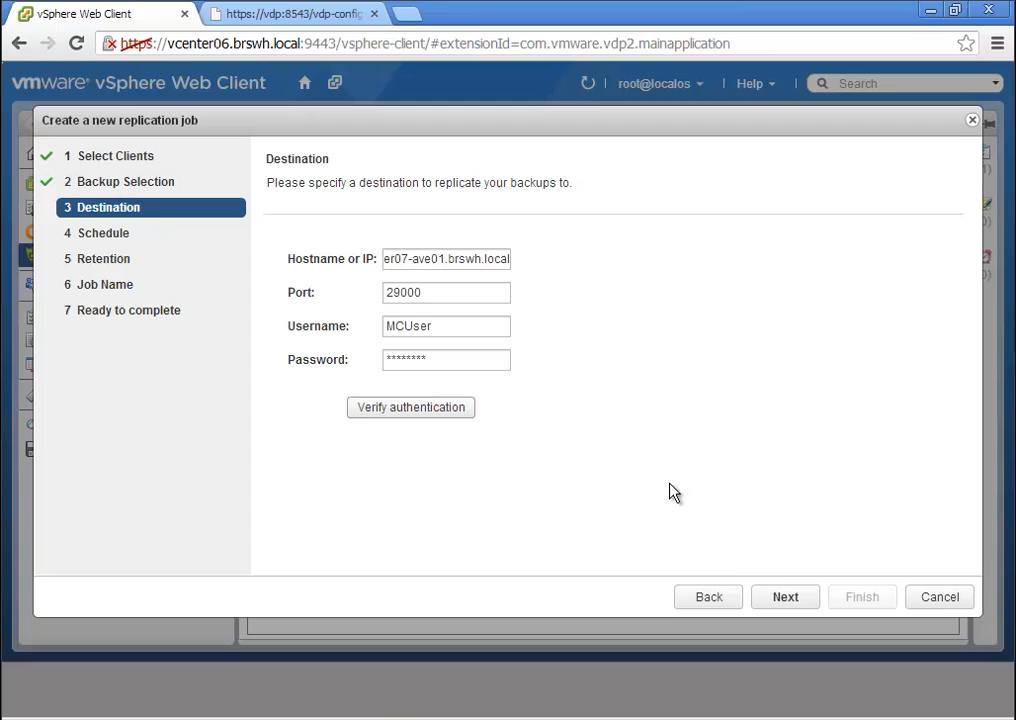 vSphere Web Client
https://vdp:8543/vdp-config
https://vcenter06.brswh.local:9443/vsphere-client/#extensionId=com.vmware.vdp2.mainapplication
vmware vSphere Web Client
root@localos
Help
Search
Create a new replication job
1 Select Clients
2 Backup Selection
3 Destination
4 Schedule
5 Retention
6 Job Name
7 Ready to complete
Destination
Please specify a destination to replicate your backups to.
Hostname or IP: er07-ave01.brswh.local
Port: 29000
Username: MCUser
Password: ********
Verify authentication
Back
Next
Finish
Cancel